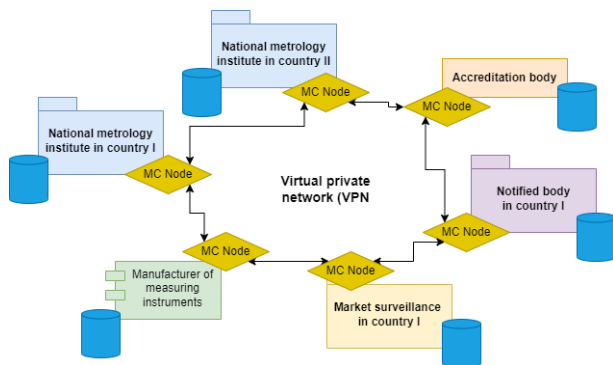 National metrology
institute in country II
MC Node
Accreditation body
MC Node
National metrology
institute in country I
MC Node
Virtual private
network (VPN
Notified body
in country I
MC Node
MC Node
Manufacturer of
measuring
instruments
MC Node
Market surveillance
in country I